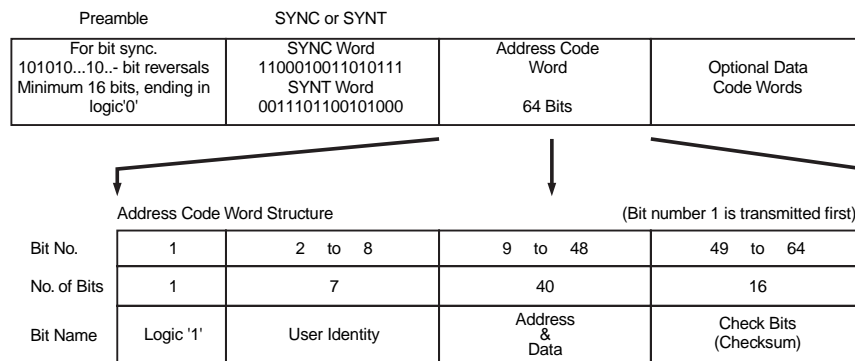 Preamble SYNC or SYNT
For bit sync.
101010...10..- bit reversals
Minimum 16 bits, ending in
logic'0'
SYNC Word
1100010011010111
SYNT Word
0011101100101000
Address Code
Word
64 Bits
Optional Data
Code Words
Address Code Word Structure (Bit number 1 is transmitted first)
Bit No. 1 2 to 8 9 to 48 49 to 64
No. of Bits 1 7 40 16
Bit Name Logic '1' User Identity
Address
&
Data
Check Bits
(Checksum)